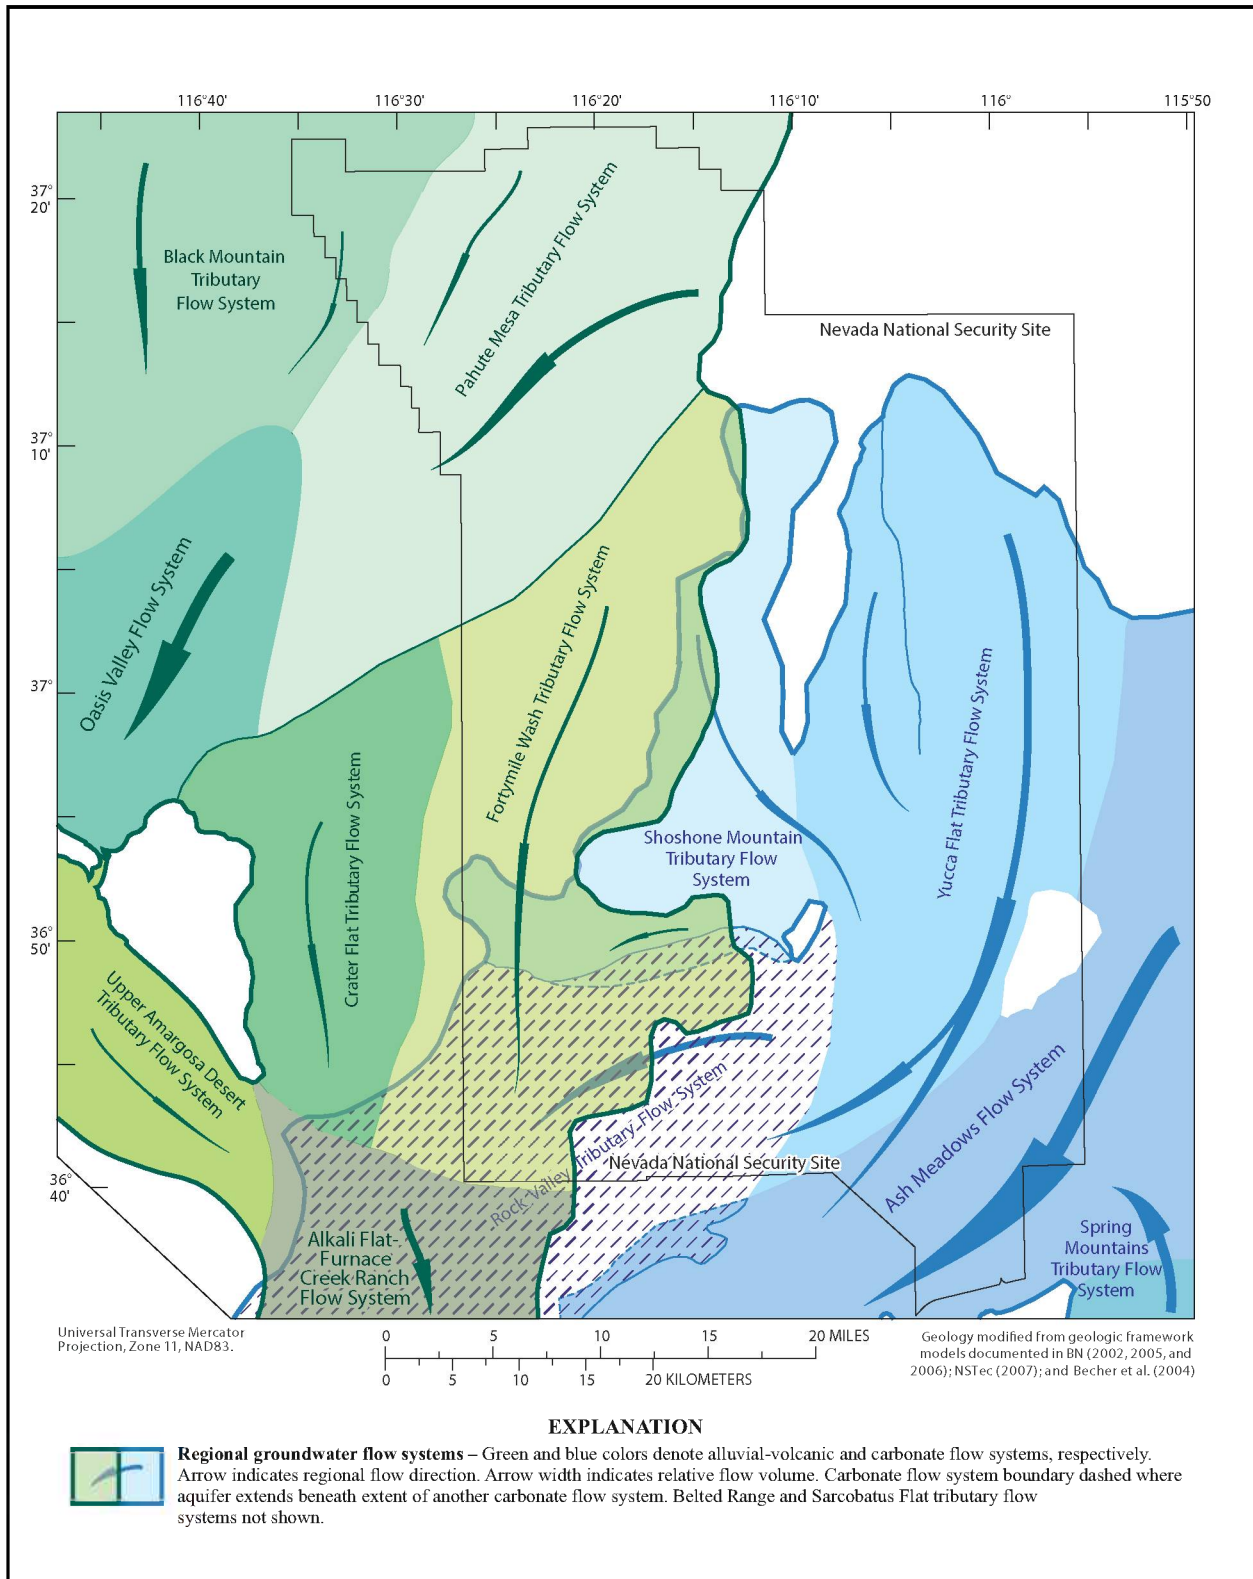 116°40'
116°30'
116°20'
116°10'
116°
115°50
37°
20'
37°
10'
37°
36°
50'
36°
40'
Black Mountain
Tributary
Flow System
Pahute Mesa Tributary Flow System
Nevada National Security Site
Oasis Valley Flow System
Fortymile Wash Tributary Flow System
Yucca Flat Tributary Flow System
Crater Flat Tributary Flow System
Shoshone Mountain
Tributary Flow
System
Upper Amargosa Desert
Tributary Flow System
Rock Valley Tributary Flow System
Nevada National Security Site
Ash Meadows Flow System
Alkali Flat-
Furnace
Creek Ranch
Flow System
Spring
Mountains
Tributary Flow
System
Universal Transverse Mercator
Projection, Zone 11, NAD83.
0 5 10 15 20 MILES
0 5 10 15 20 KILOMETERS
Geology modified from geologic framework
models documented in BN (2002, 2005, and
2006); NSTec (2007); and Becher et al. (2004)
EXPLANATION
Regional groundwater flow systems – Green and blue colors denote alluvial-volcanic and carbonate flow systems, respectively.
Arrow indicates regional flow direction. Arrow width indicates relative flow volume. Carbonate flow system boundary dashed where
aquifer extends beneath extent of another carbonate flow system. Belted Range and Sarcobatus Flat tributary flow
systems not shown.